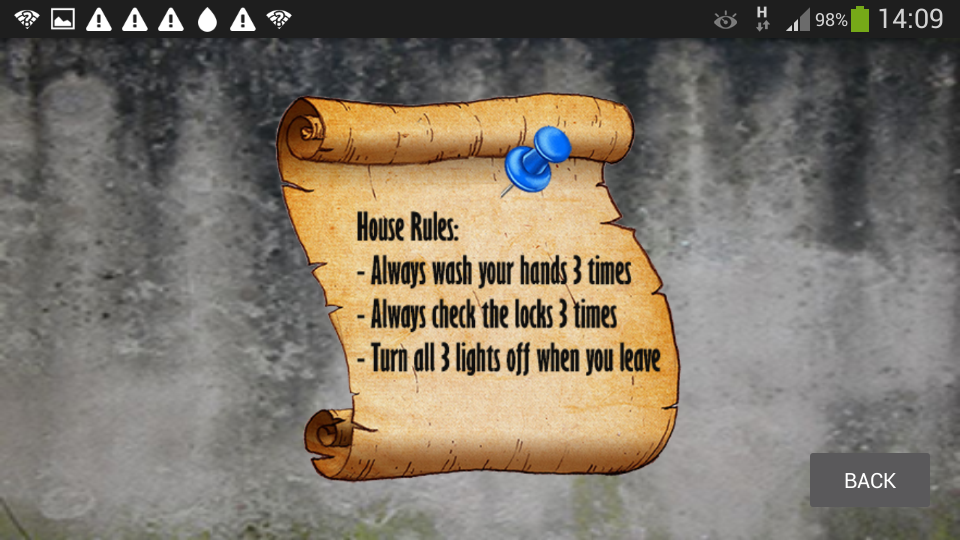 H
98%
14:09
House Rules:
- Always wash your hands 3 times
- Always check the locks 3 times
- Turn all 3 lights off when you leave
BACK